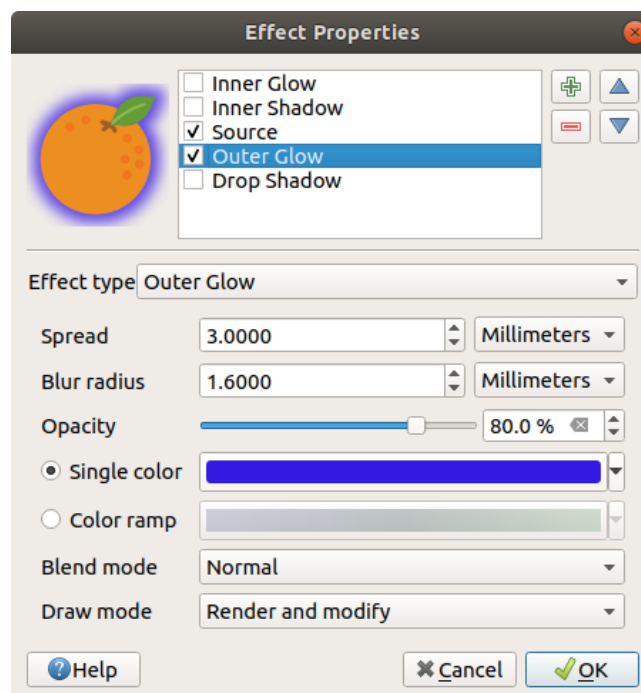 Effect Properties
Inner Glow
Inner Shadow
Source
Outer Glow
Drop Shadow
Effect type Outer Glow
Spread 3.0000 Millimeters
Blur radius 1.6000 Millimeters
Opacity 80.0 %
Single color
Color ramp
Blend mode Normal
Draw mode Render and modify
Help Cancel OK